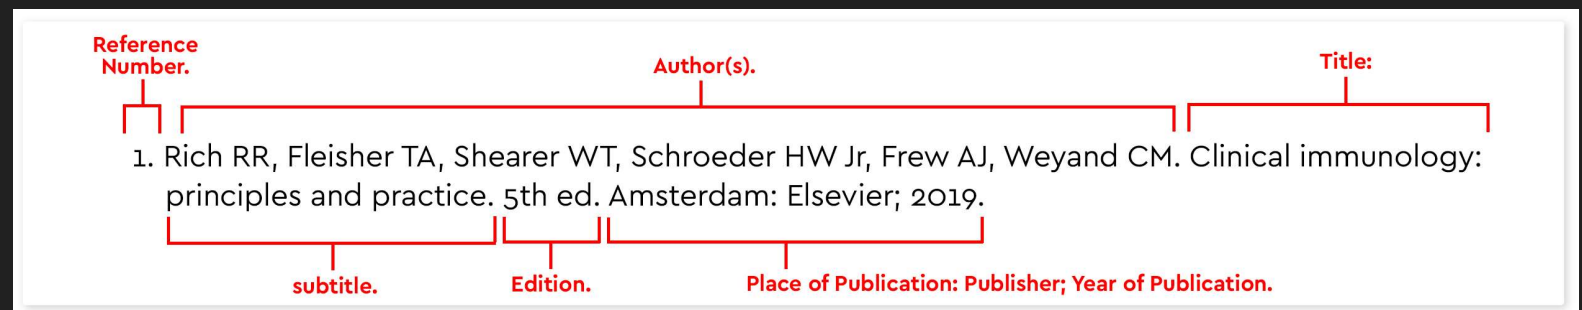 Reference
Number.
Author(s).
Title:
1. Rich RR, Fleisher TA, Shearer WT, Schroeder HW Jr, Frew AJ, Weyand CM. Clinical immunology:
principles and practice. 5th ed. Amsterdam: Elsevier; 2019.
subtitle.
Edition.
Place of Publication: Publisher; Year of Publication.